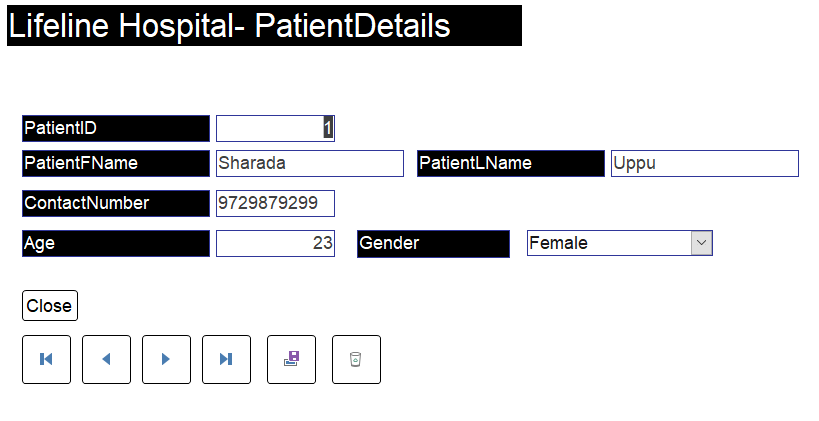 Lifeline Hospital- PatientDetails
PatientID 1
PatientFName Sharada PatientLName Uppu
ContactNumber 9729879299
Age 23 Gender Female
Close